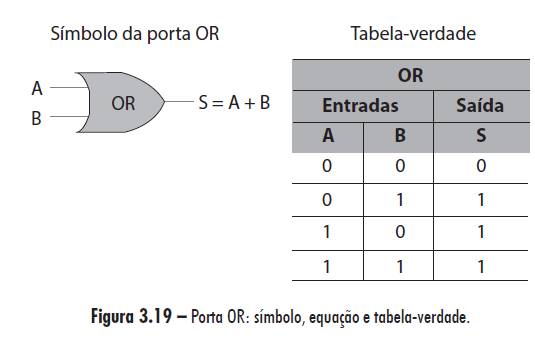 Símbolo da porta OR
A
B
OR
S = A + B
Tabela-verdade
OR
Entradas Saída
A B S
0 0 0
0 1 1
1 0 1
1 1 1
Figura 3.19 – Porta OR: símbolo, equação e tabela-verdade.